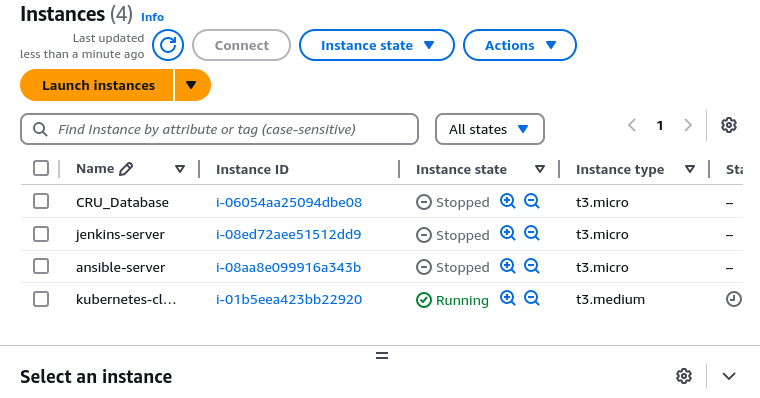 Instances (4) Info
Last updated
less than a minute ago
Connect
Instance state
Actions
Launch instances
Find Instance by attribute or tag (case-sensitive)
All states
1
Name Instance ID Instance state Instance type Sta
CRU_Database i-06054aa25094dbe08 Stopped t3.micro –
jenkins-server i-08ed72aee51512dd9 Stopped t3.micro –
ansible-server i-08aa8e099916a343b Stopped t3.micro –
kubernetes-cl... i-01b5eea423bb22920 Running t3.medium
Select an instance